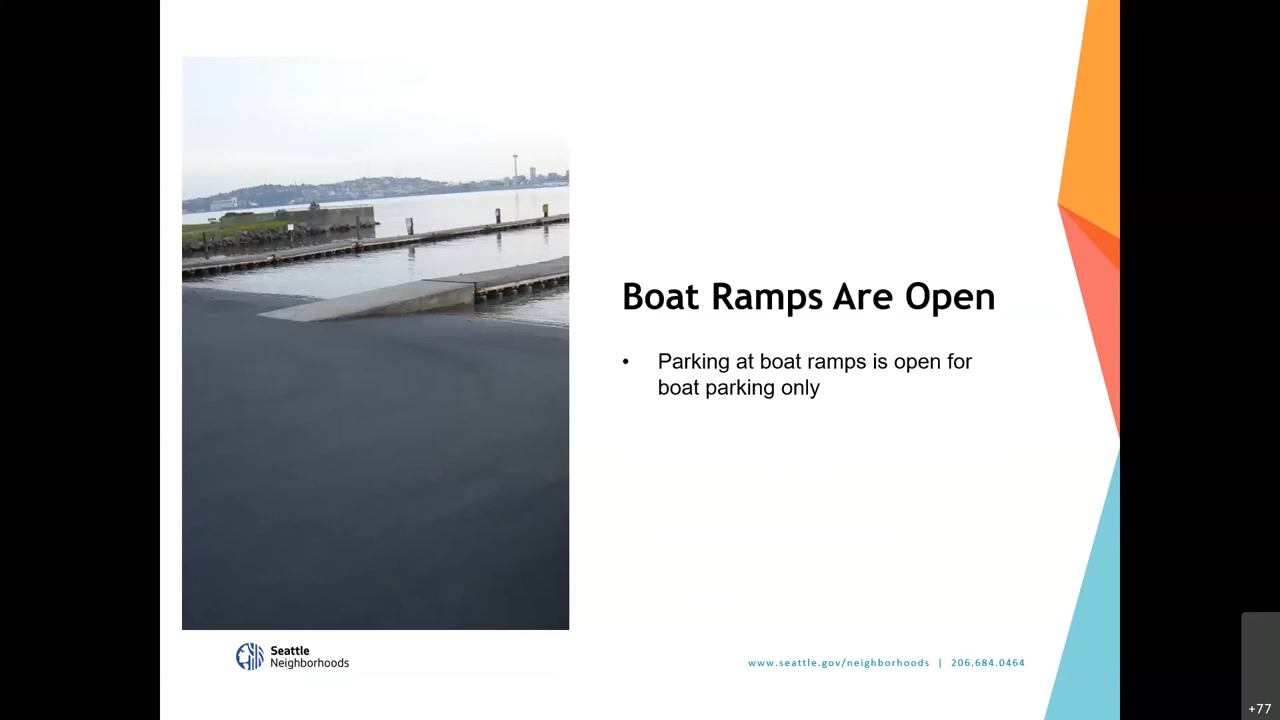 Boat Ramps Are Open
• Parking at boat ramps is open for
boat parking only
Seattle
Neighborhoods
www.seattle.gov/neighborhoods | 206.684.0464
+77